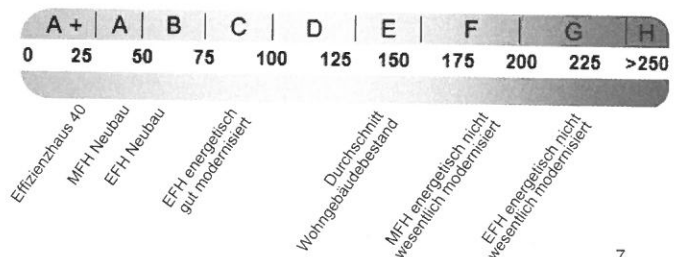 A+ | A | B | C | D | E | F | G | H
0 25 50 75 100 125 150 175 200 225 >250
Effizienzhaus 40
MFH Neubau
EFH Neubau
EFH energetisch
gut modernisiert
Durchschnitt
Wohngebäudebestand
MFH energetisch nicht
wesentlich modernisiert
EFH energetisch nicht
wesentlich modernisiert
7